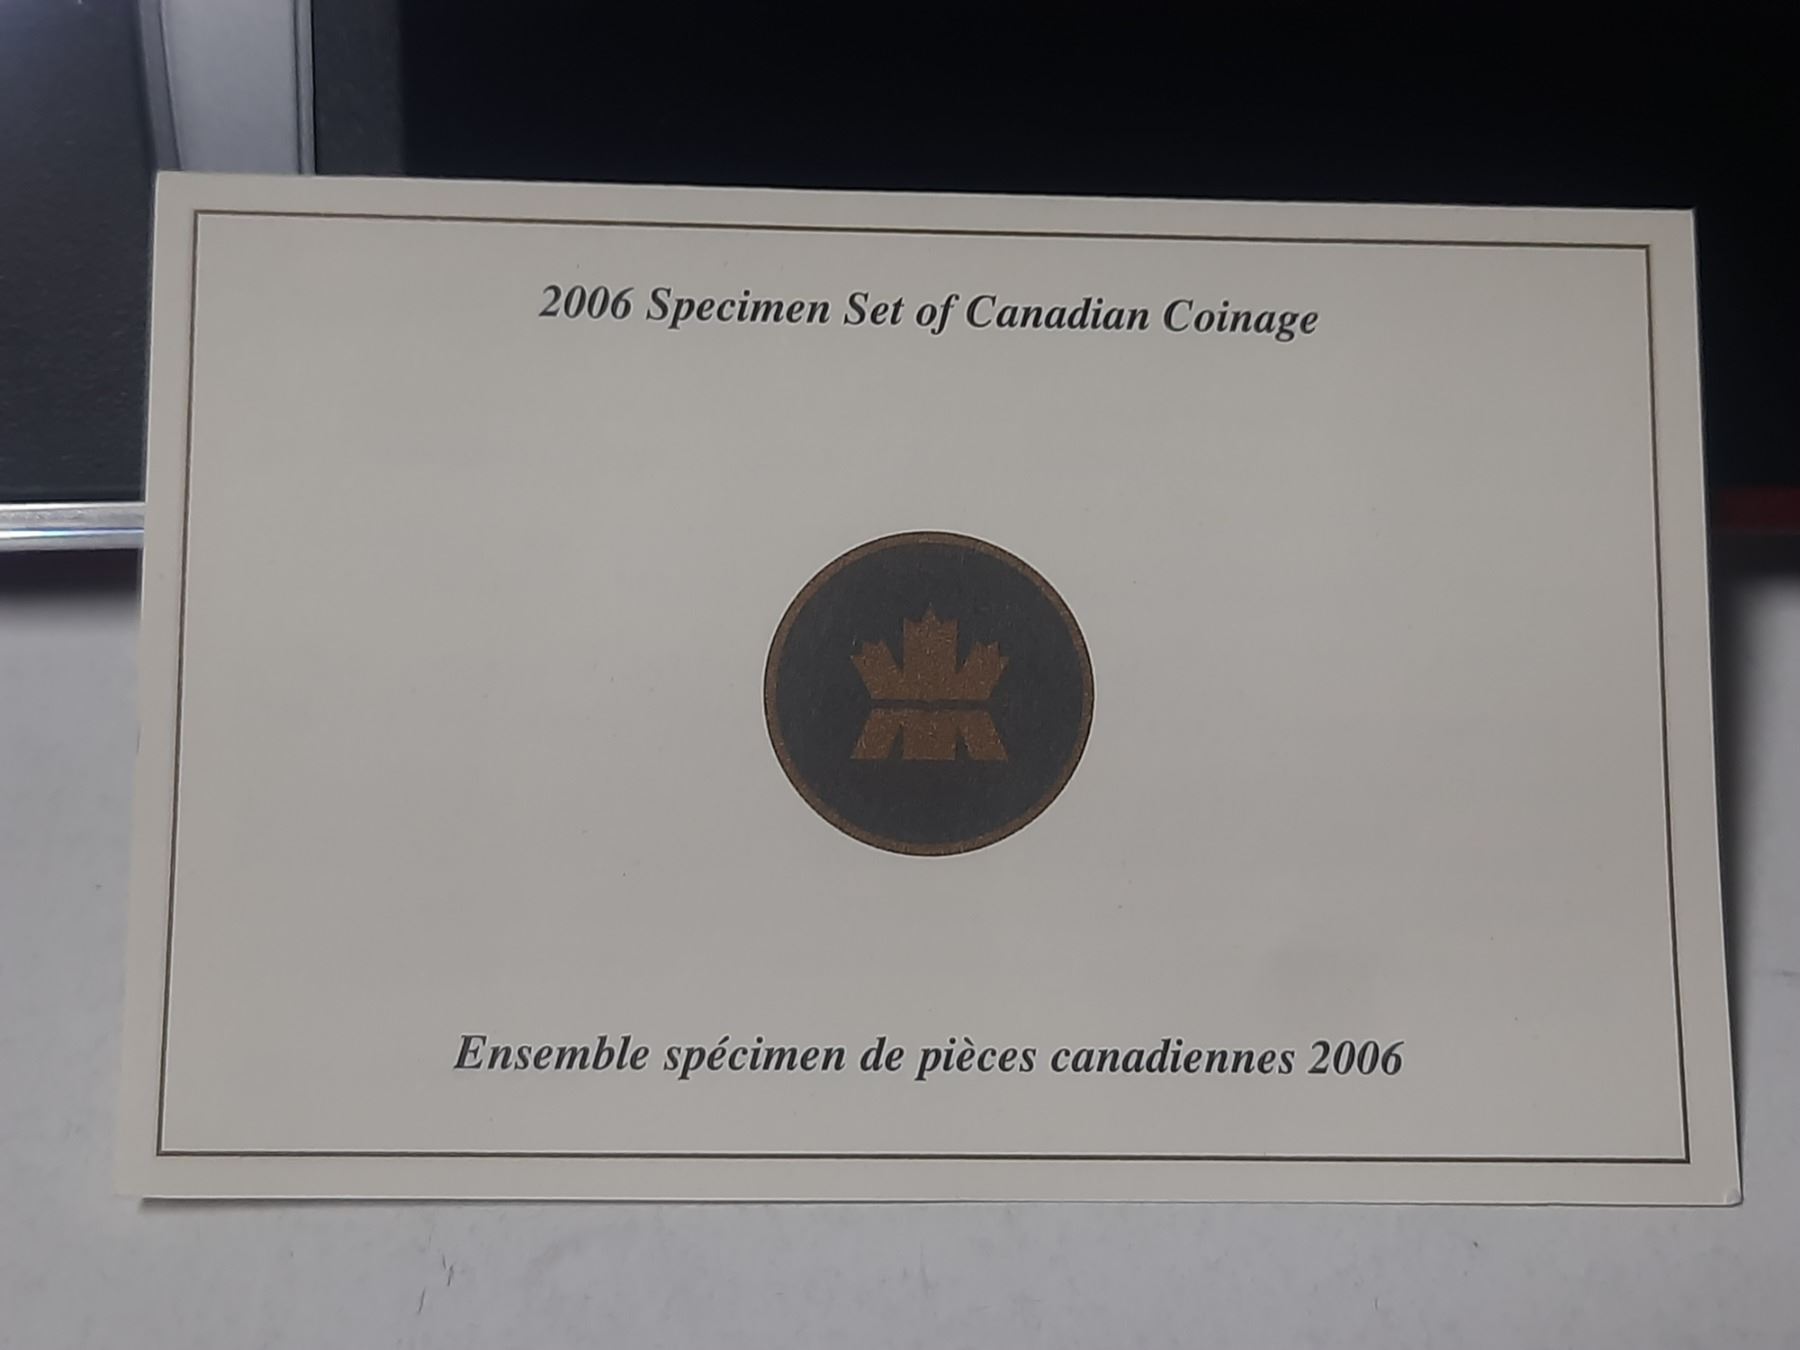 2006 Specimen Set of Canadian Coinage
Ensemble spécimen de pièces canadiennes 2006